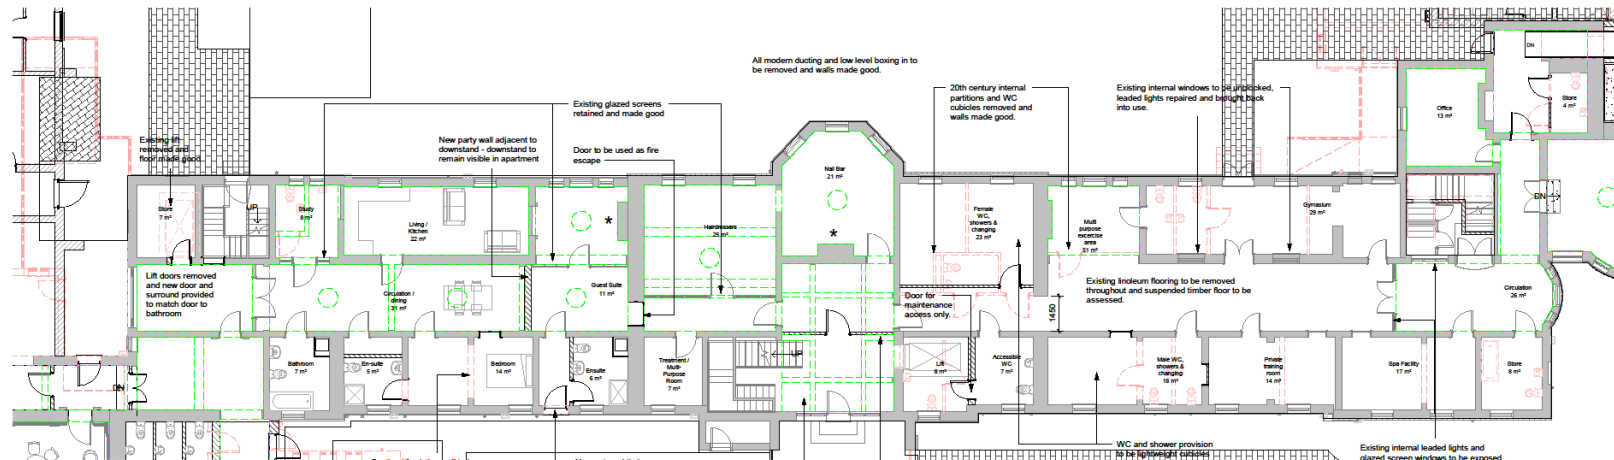 All modern ducting and low level boxing in to
be removed and walls made good.
20th century internal
partitions and WC
cubicles removed and
walls made good.
Existing internal windows to be unblocked,
leaded lights repaired and brought back
into use.
Existing glazed screens
retained and made good
New party wall adjacent to
downstand - downstand to
remain visible in apartment
Door to be used as fire
escape
Existing lift
removed and
floor made good
DN
Store
4 m²
Office
13 m²
Store
7 m²
UP
Study
8 m²
Living /
Kitchen
22 m²
*
Hairdressers
25 m²
Nail Bar
21 m²
*
Female
WC,
showers &
changing
23 m²
Multi
purpose
excercise
area
51 m²
Gymnasium
29 m²
DN
Lift doors removed
and new door and
surround provided
to match door to
bathroom
Circulation /
dining
31 m²
Guest Suite
11 m²
Door for
maintenance
access only.
1450
Existing linoleum flooring to be removed
throughout and suspended timber floor to be
assessed.
Circulation
26 m²
DN
Bathroom
7 m²
En-suite
5 m²
Bedroom
14 m²
Ensuite
6 m²
Treatment /
Multi-
Purpose
Room
7 m²
UP
Lift
8 m²
Accessible
WC
7 m²
Male WC,
showers &
changing
18 m²
Private
training
room
14 m²
Spa Facility
17 m²
Store
8 m²
WC and shower provision
to be lightweight cubicles
Existing internal leaded lights and
glazed screen windows to be exposed